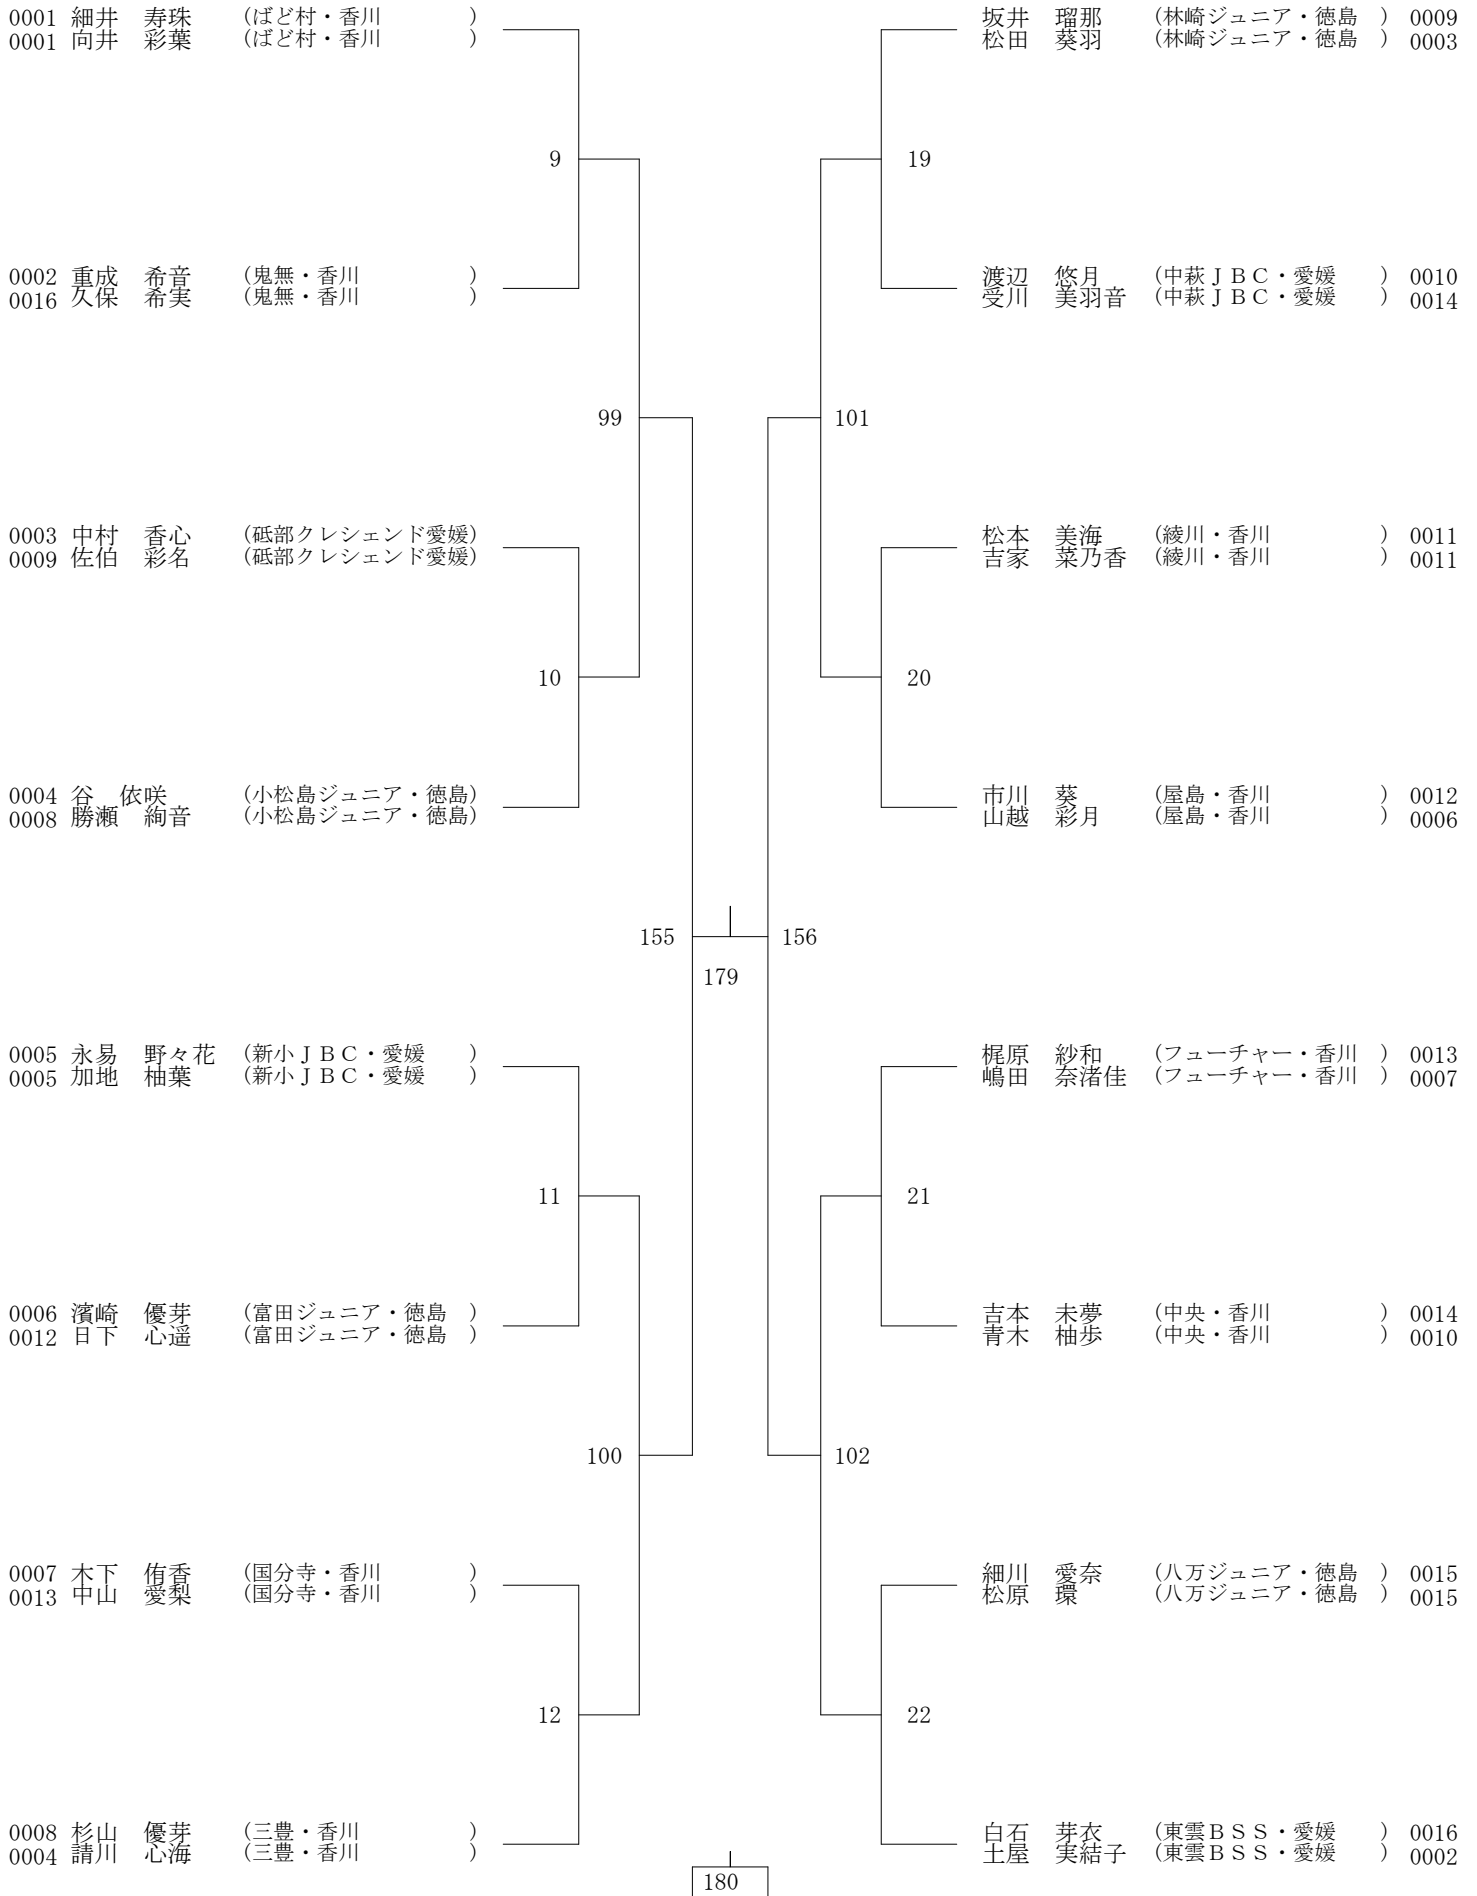 0001 細井　寿珠　（ばど村・香川　）
0001 向井　彩葉　（ばど村・香川　）
9
0002 重成　希音　（鬼無・香川　）
0016 久保　希実　（鬼無・香川　）
99
0003 中村　香心　（砥部クレシェンド愛媛）
0009 佐伯　彩名　（砥部クレシェンド愛媛）
10
0004 谷　依咲　（小松島ジュニア・徳島）
0008 勝瀬　絢音　（小松島ジュニア・徳島）
155
0005 永易　野々花　（新小ＪＢＣ・愛媛　）
0005 加地　柚葉　（新小ＪＢＣ・愛媛　）
11
0006 濱崎　優芽　（富田ジュニア・徳島　）
0012 日下　心遥　（富田ジュニア・徳島　）
100
0007 木下　侑香　（国分寺・香川　）
0013 中山　愛梨　（国分寺・香川　）
12
0008 杉山　優芽　（三豊・香川　）
0004 請川　心海　（三豊・香川　）
179
180
坂井　瑠那　（林崎ジュニア・徳島　） 0009
松田　葵羽　（林崎ジュニア・徳島　） 0003
19
渡辺　悠月　（中萩ＪＢＣ・愛媛　） 0010
受川　美羽音　（中萩ＪＢＣ・愛媛　） 0014
101
松本　美海　（綾川・香川　） 0011
吉家　菜乃香　（綾川・香川　） 0011
20
市川　葵　（屋島・香川　） 0012
山越　彩月　（屋島・香川　） 0006
156
梶原　紗和　（フューチャー・香川　） 0013
嶋田　奈渚佳　（フューチャー・香川　） 0007
21
吉本　未夢　（中央・香川　） 0014
青木　柚歩　（中央・香川　） 0010
102
細川　愛奈　（八万ジュニア・徳島　） 0015
松原　環　（八万ジュニア・徳島　） 0015
22
白石　芽衣　（東雲ＢＳＳ・愛媛　） 0016
土屋　実結子　（東雲ＢＳＳ・愛媛　） 0002